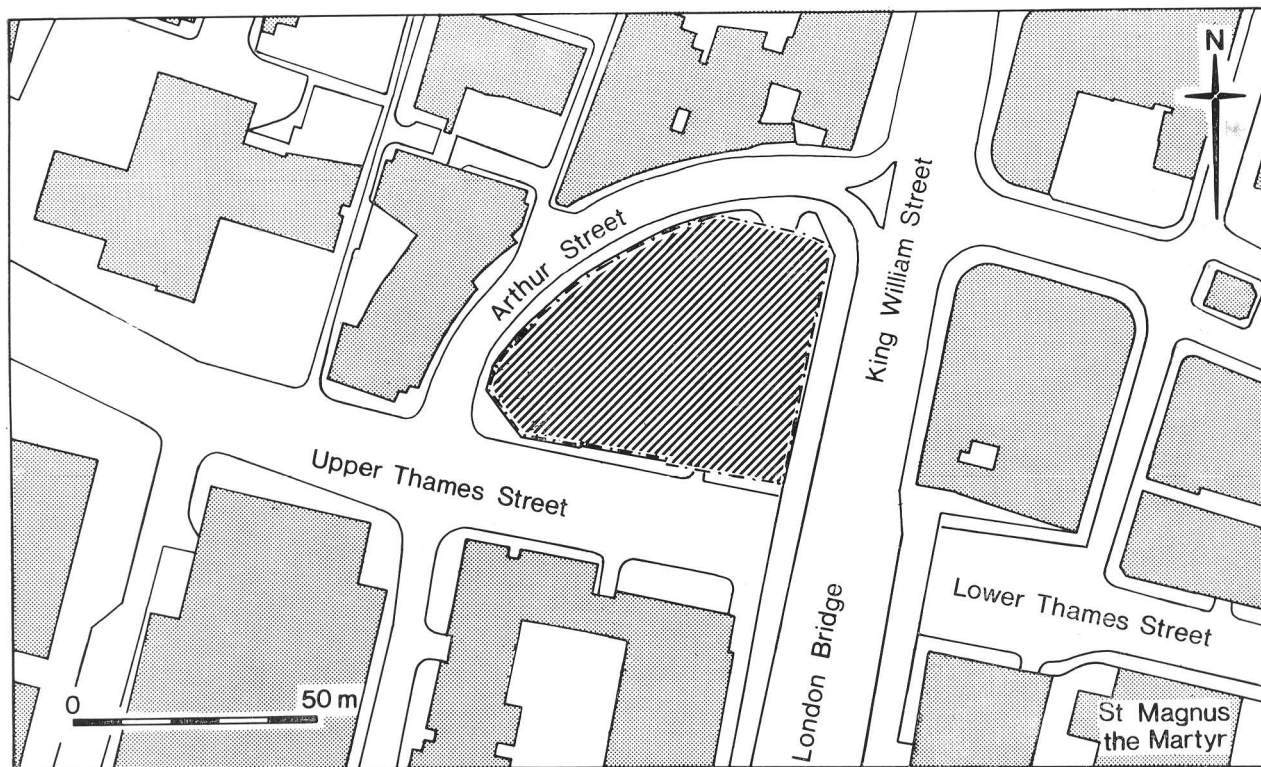 N
Arthur Street
King William Street
Upper Thames Street
Lower Thames Street
London Bridge
0 50 m
St Magnus
the Martyr